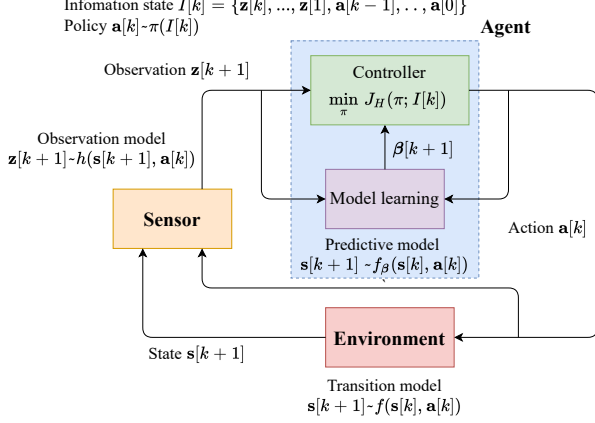 Infomation state I[k] = {z[k], ..., z[1], a[k − 1], . . , a[0]}
Policy a[k]~π(I[k])
Agent
Observation z[k + 1]
Controller
min J_H(π; I[k])
π
β[k + 1]
Observation model
z[k + 1]~h(s[k + 1], a[k])
Model learning
Sensor
Action a[k]
Predictive model
s[k + 1] ~f_β(s[k], a[k])
Environment
State s[k + 1]
Transition model
s[k + 1]~f(s[k], a[k])